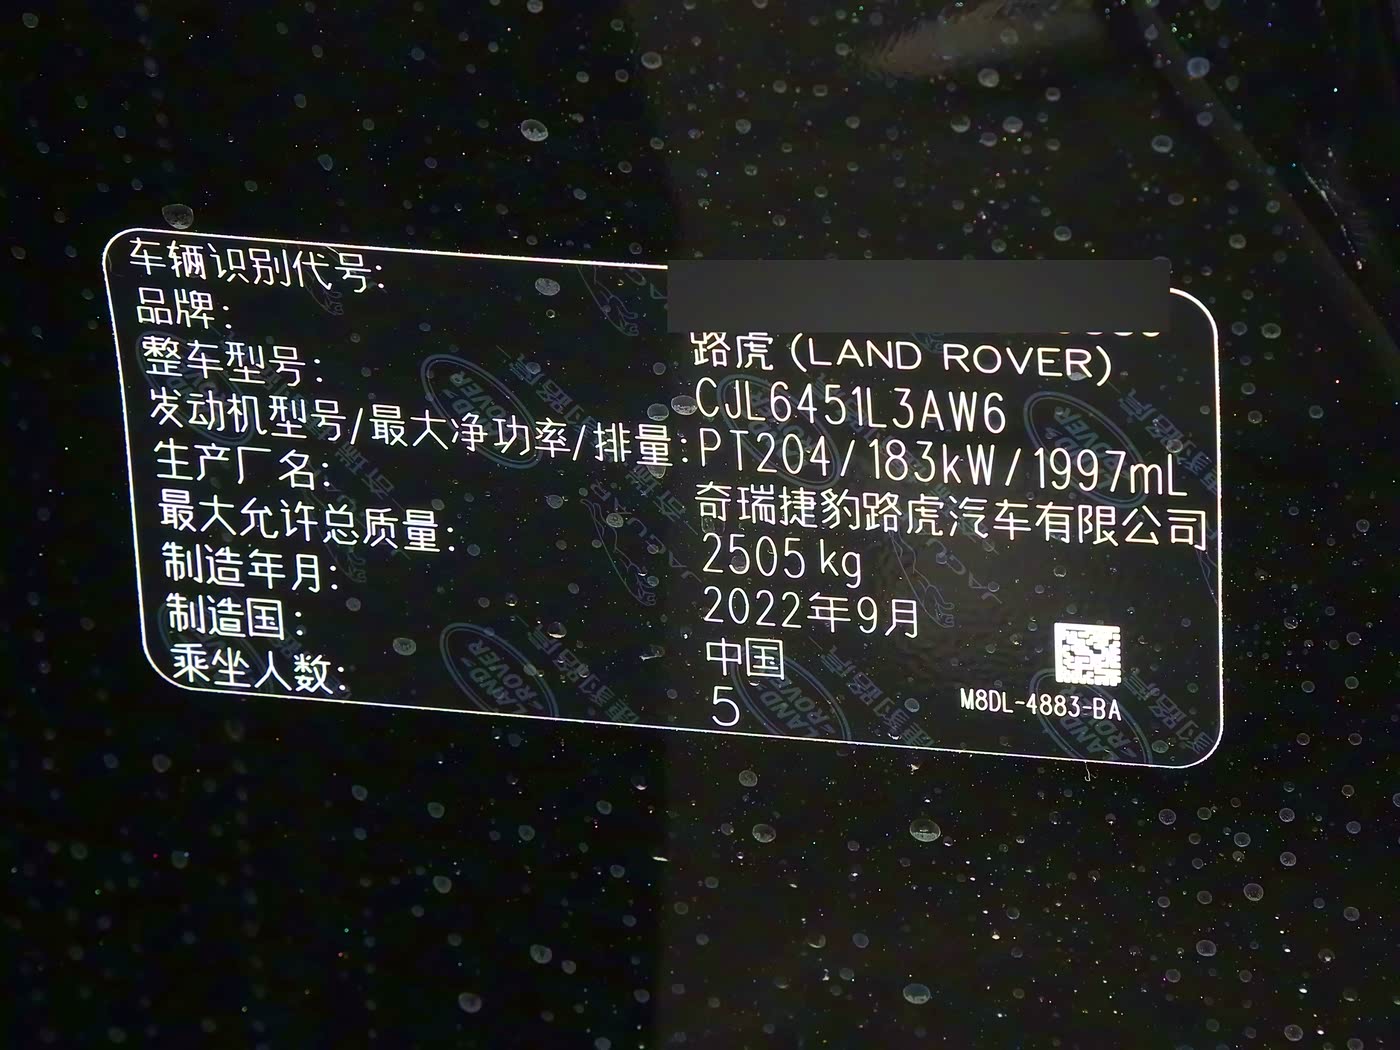 车辆识别代号:
品牌: 路虎 (LAND ROVER)
整车型号: CJL6451L3AW6
发动机型号/最大净功率/排量: PT204/183kW/1997mL
生产厂名: 奇瑞捷豹路虎汽车有限公司
最大允许总质量: 2505kg
制造年月: 2022年9月
制造国: 中国
乘坐人数: 5
M8DL-4883-BA